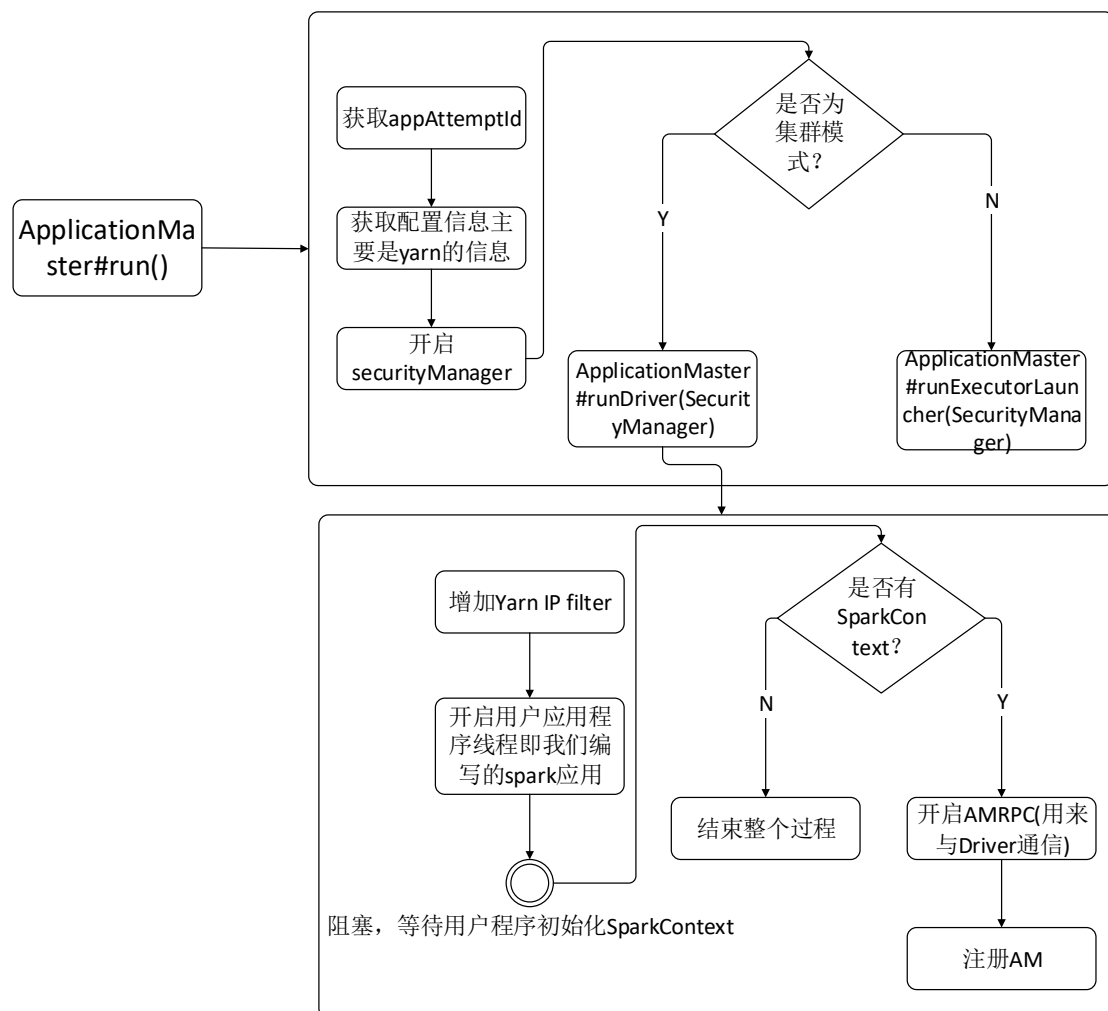 ApplicationMa
ster#run()
获取appAttemptId
获取配置信息主
要是yarn的信息
开启
securityManager
是否为
集群模
式？
Y
N
ApplicationMaster
#runDriver(Securit
yManager)
ApplicationMaster
#runExecutorLaun
cher(SecurityMana
ger)
增加Yarn IP filter
开启用户应用程
序线程即我们编
写的spark应用
阻塞，等待用户程序初始化SparkContext
是否有
SparkCon
text？
N
Y
结束整个过程
开启AMRPC(用来
与Driver通信)
注册AM